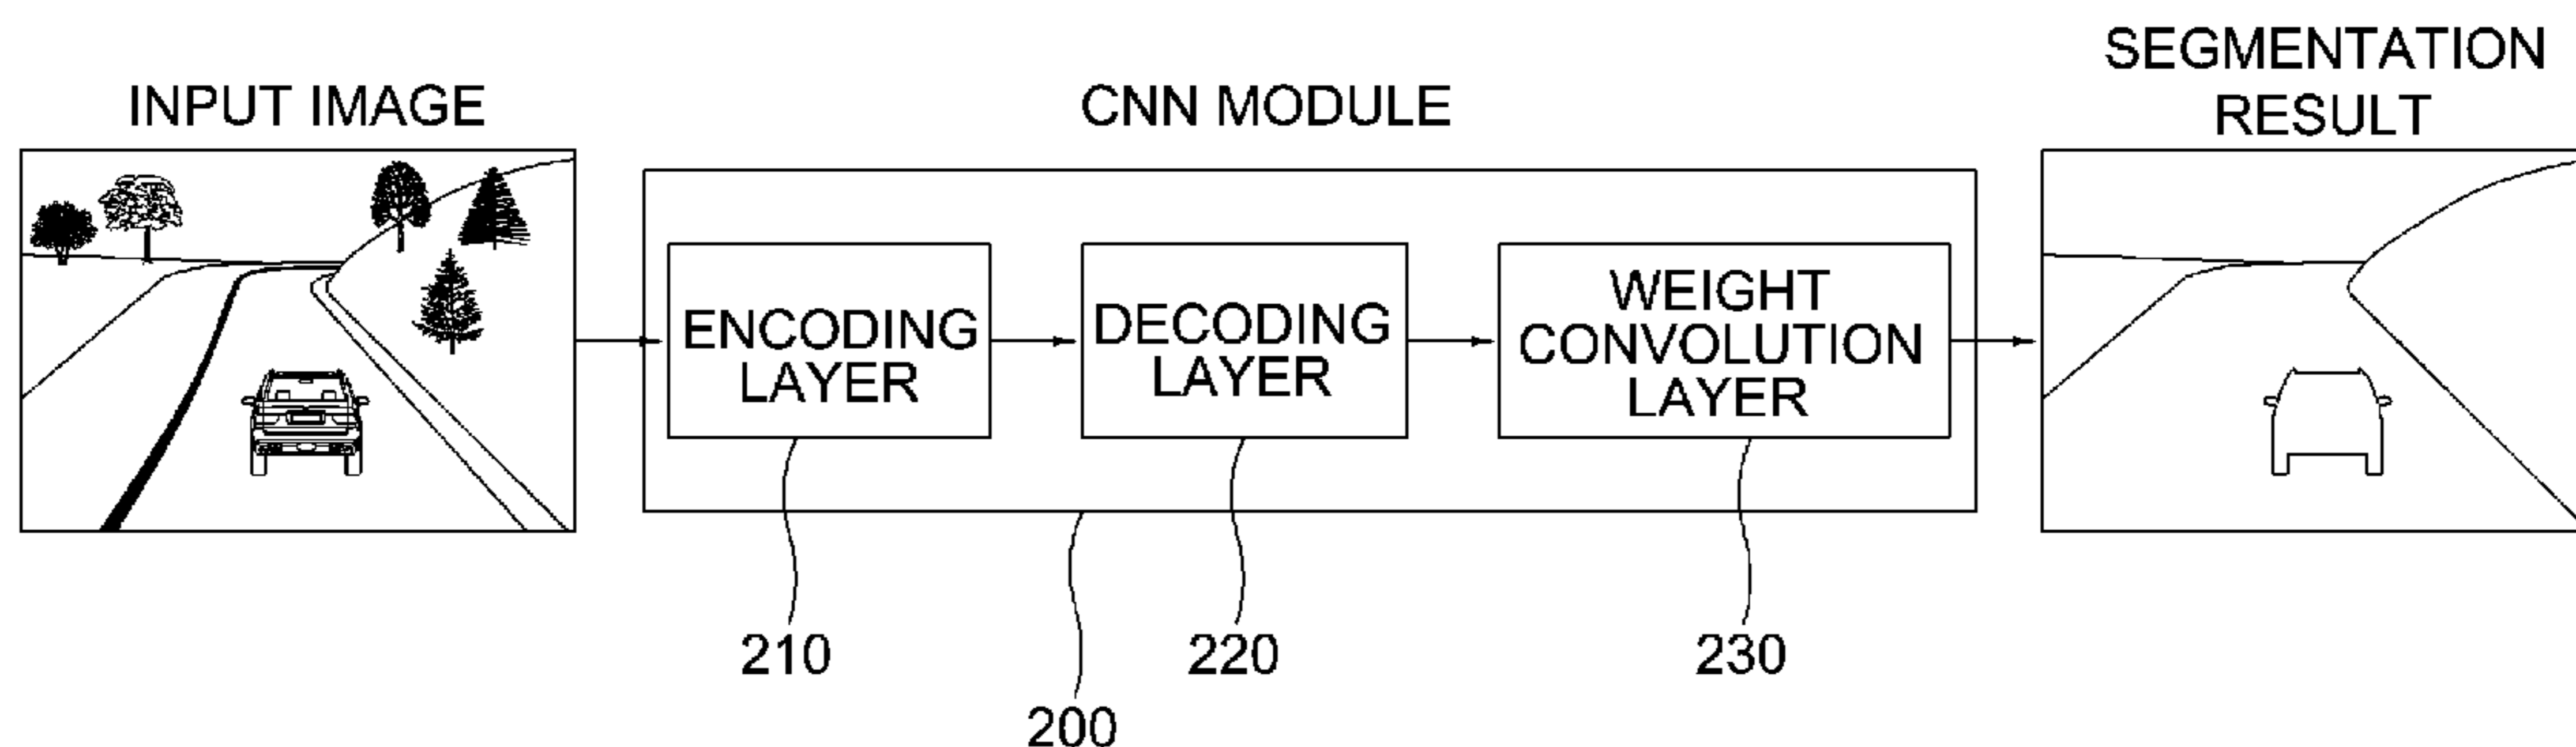 INPUT IMAGE
CNN MODULE
SEGMENTATION
RESULT
ENCODING
LAYER
DECODING
LAYER
WEIGHT
CONVOLUTION
LAYER
210
220
230
200